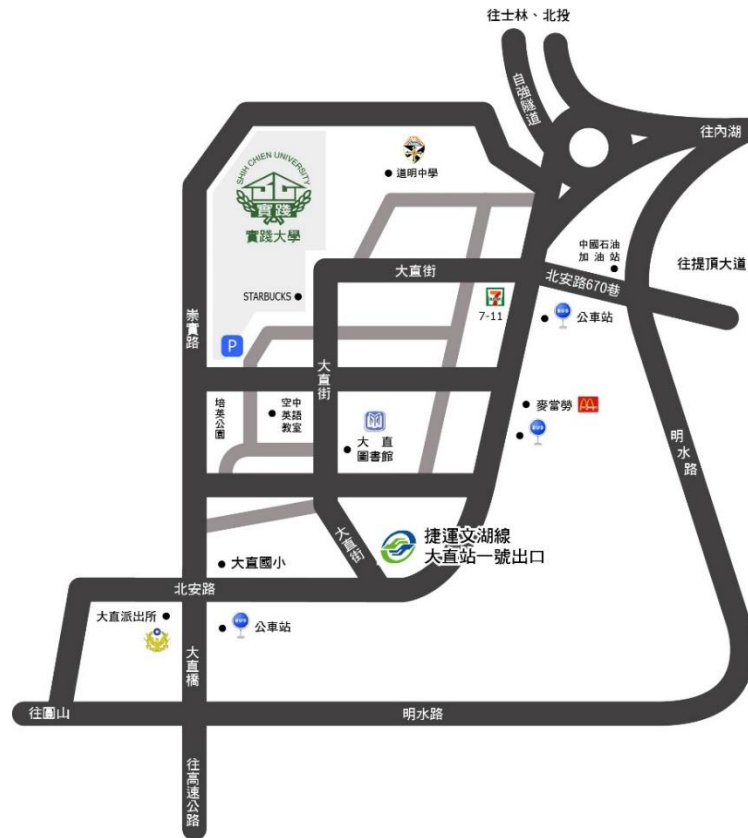 往士林、北投
自強隧道
往內湖
SHIH CHIEN UNIVERSITY
實踐
實踐大學
道明中學
中國石油
加油站
往提頂大道
大直街
北安路670巷
STARBUCKS
7
7-11
BUS
公車站
崇實路
P
大直街
培英公園
空中
英語
教室
大直
圖書館
麥當勞
BUS
明水路
大直街
捷運文湖線
大直站一號出口
大直國小
北安路
大直派出所
BUS
公車站
大直橋
往圓山
明水路
往高速公路